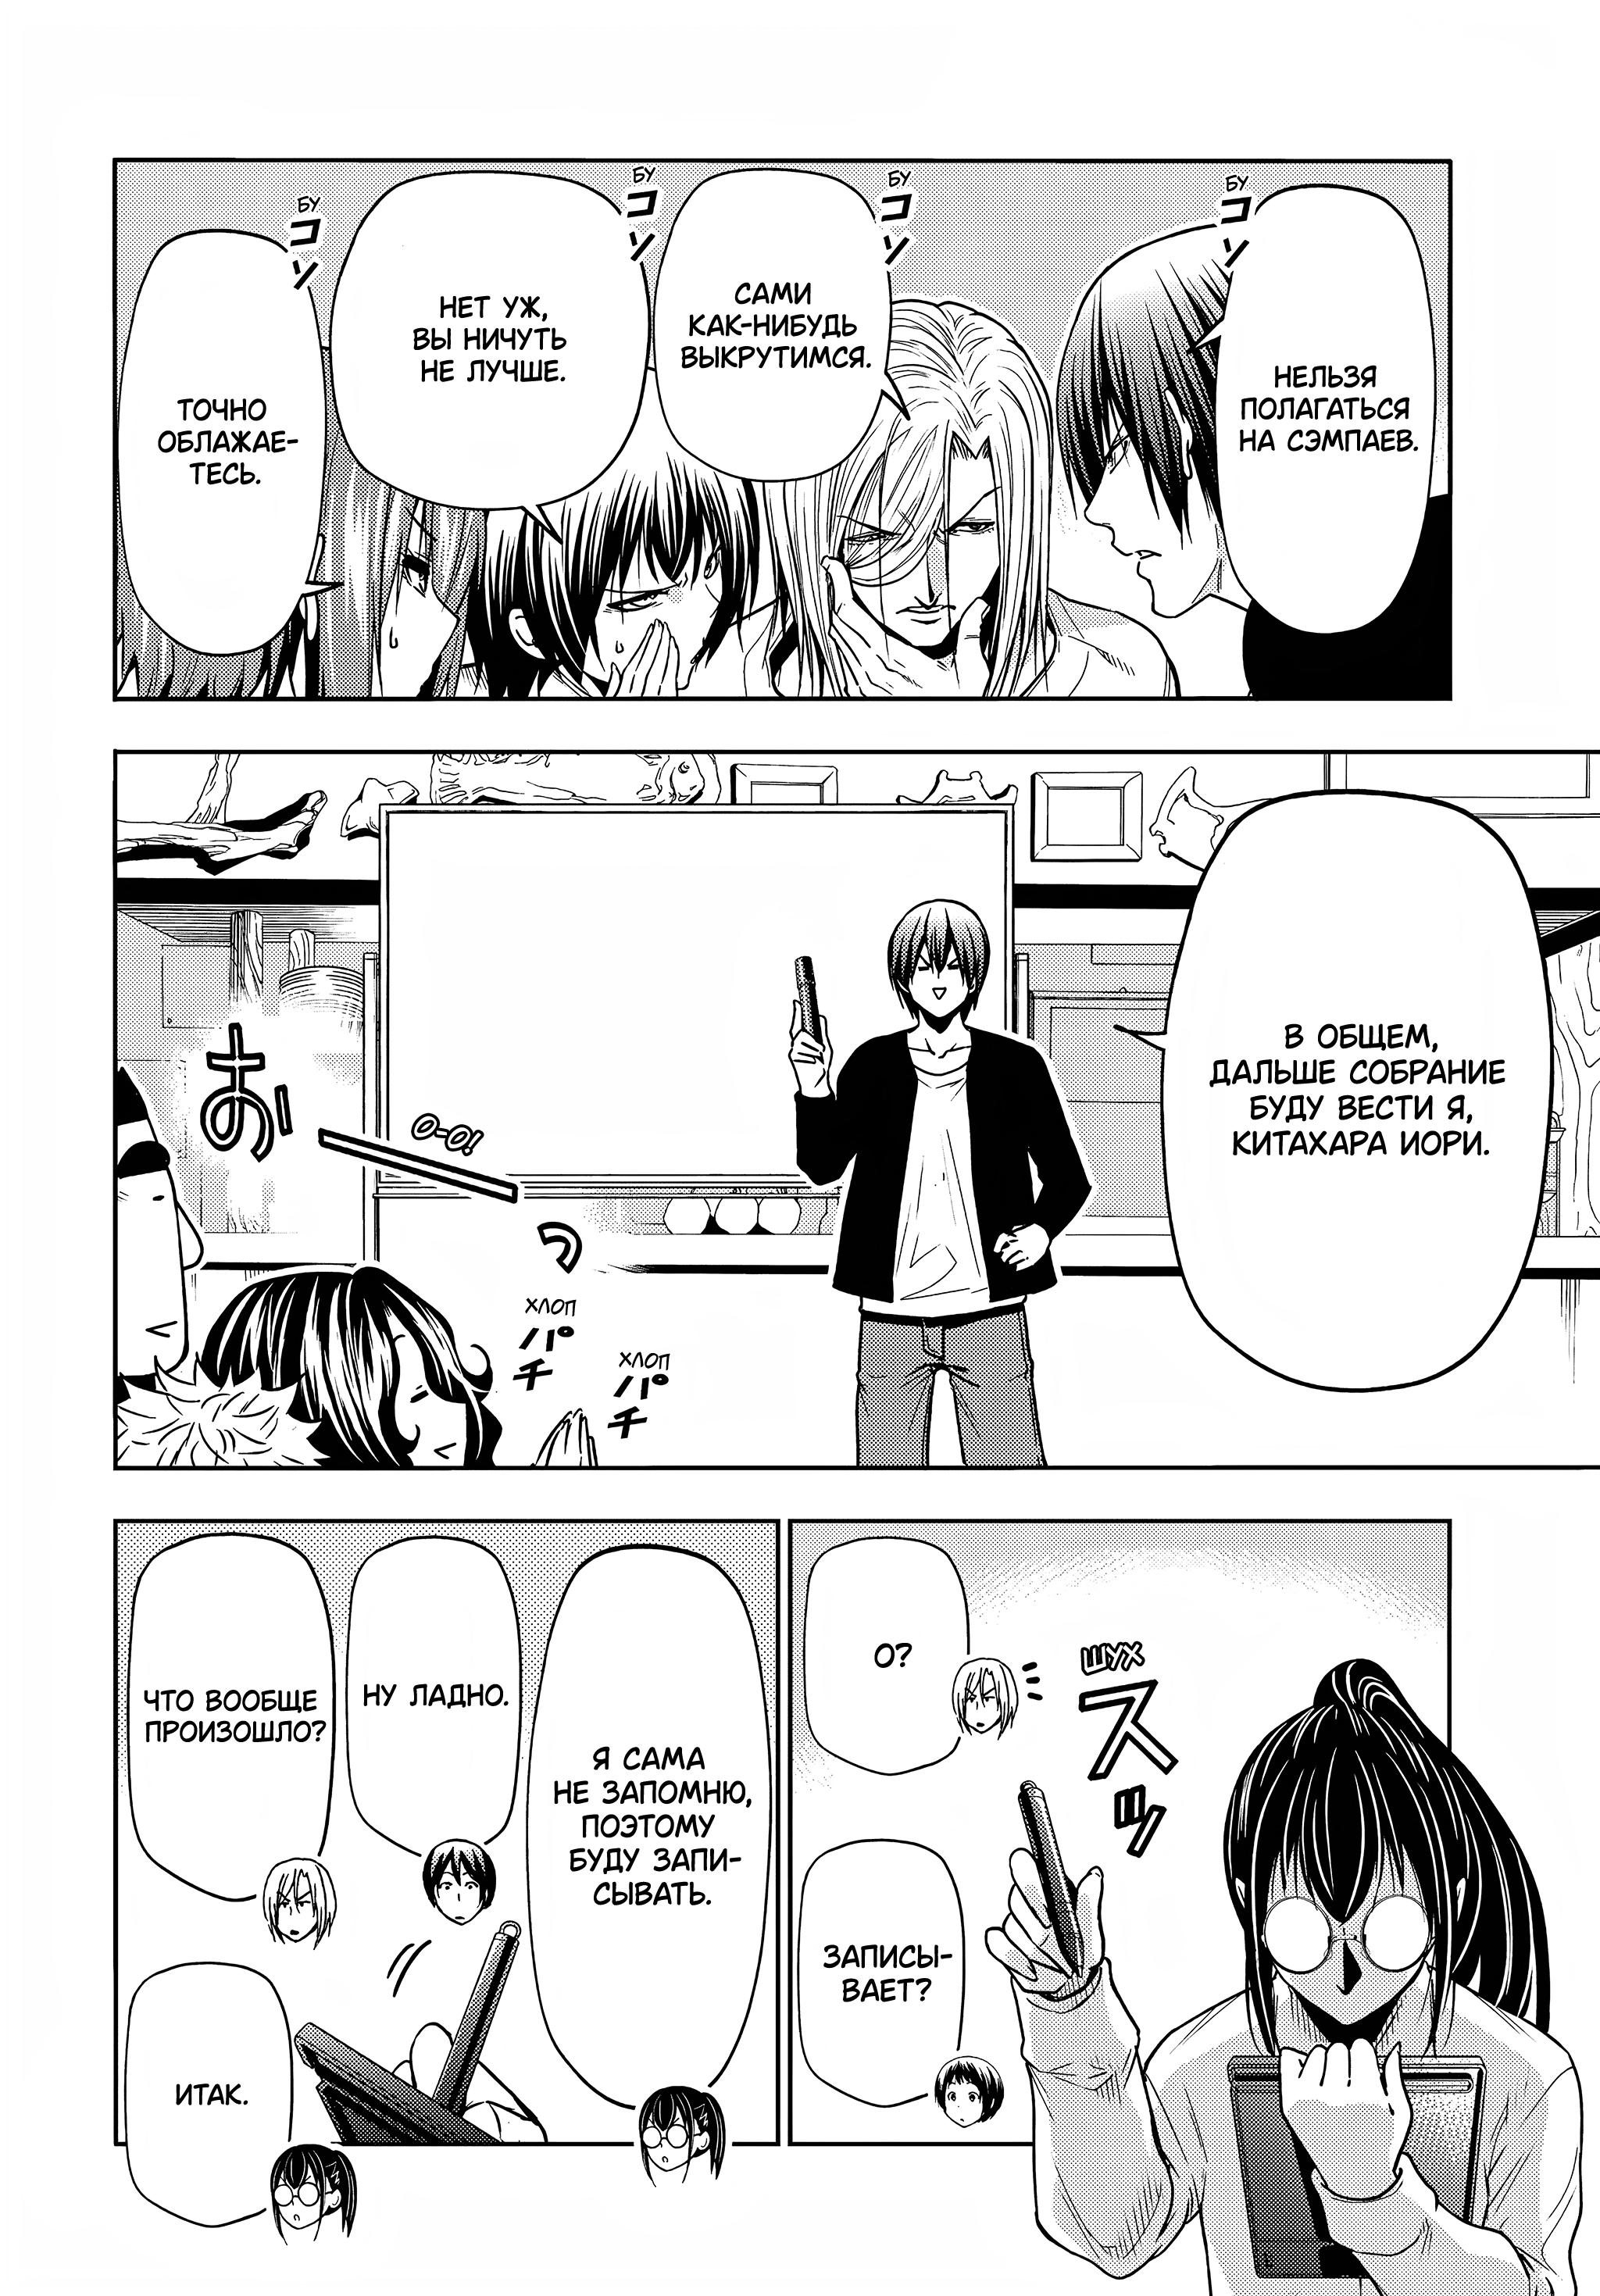 БУ
コソ
НЕЛЬЗЯ
ПОЛАГАТЬСЯ
НА СЭМПАЕВ.
БУ
コソ
САМИ
КАК-НИБУДЬ
ВЫКРУТИМСЯ.
БУ
コソ
НЕТ УЖ,
ВЫ НИЧУТЬ
НЕ ЛУЧШЕ.
БУ
コソ
ТОЧНО
ОБЛАЖАЕ-
ТЕСЬ.
В ОБЩЕМ,
ДАЛЬШЕ СОБРАНИЕ
БУДУ ВЕСТИ Я,
КИТАХАРА ИОРИ.
О-О!
おーっ
ХЛОП
パチ
ХЛОП
パチ
О?
ШУХ
スッ
ЗАПИСЫ-
ВАЕТ?
Я САМА
НЕ ЗАПОМНЮ,
ПОЭТОМУ
БУДУ ЗАПИ-
СЫВАТЬ.
НУ ЛАДНО.
ЧТО ВООБЩЕ
ПРОИЗОШЛО?
ИТАК.